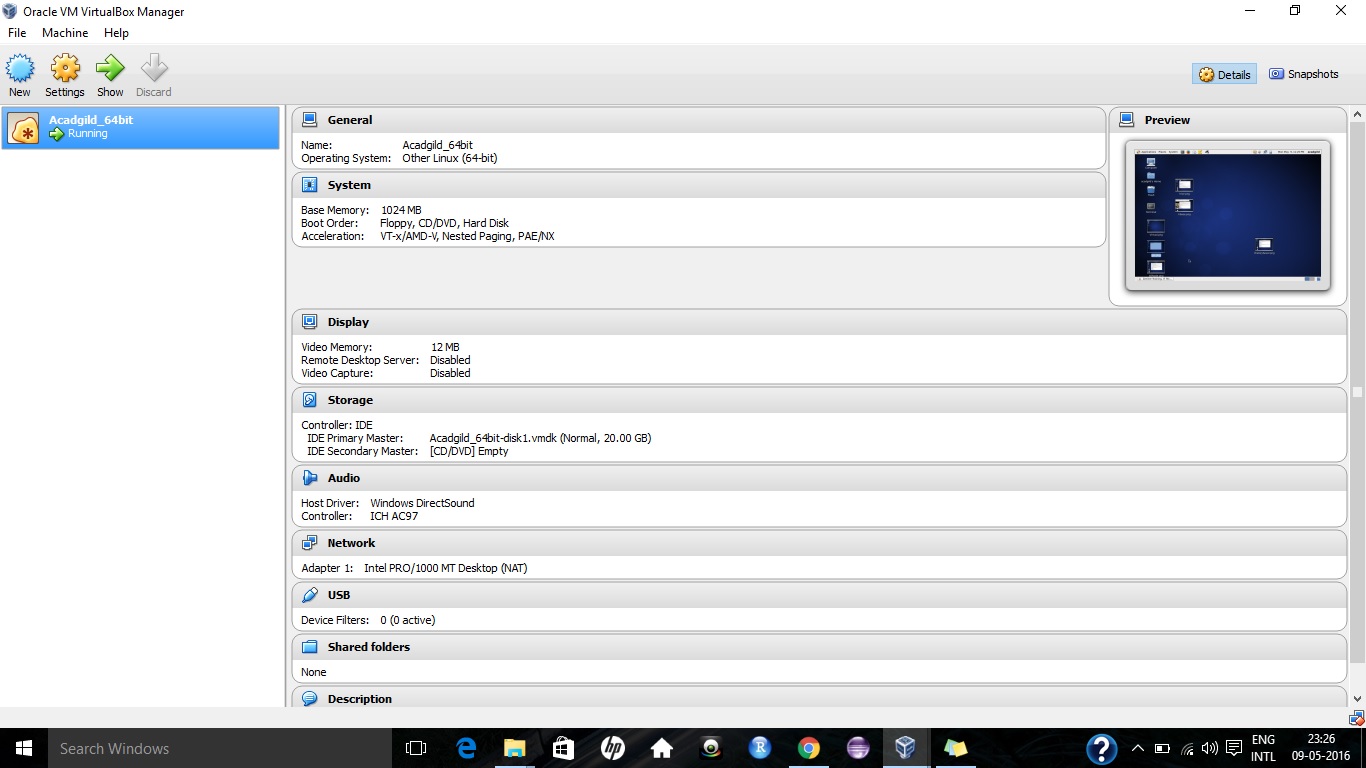 Oracle VM VirtualBox Manager
File Machine Help
New Settings Show Discard
Details Snapshots
Acadgild_64bit
Running
General
Name: Acadgild_64bit
Operating System: Other Linux (64-bit)
System
Base Memory: 1024 MB
Boot Order: Floppy, CD/DVD, Hard Disk
Acceleration: VT-x/AMD-V, Nested Paging, PAE/NX
Preview
Display
Video Memory: 12 MB
Remote Desktop Server: Disabled
Video Capture: Disabled
Storage
Controller: IDE
IDE Primary Master: Acadgild_64bit-disk1.vmdk (Normal, 20.00 GB)
IDE Secondary Master: [CD/DVD] Empty
Audio
Host Driver: Windows DirectSound
Controller: ICH AC97
Network
Adapter 1: Intel PRO/1000 MT Desktop (NAT)
USB
Device Filters: 0 (0 active)
Shared folders
None
Description
Search Windows
hp
R
?
ENG
INTL
23:26
09-05-2016